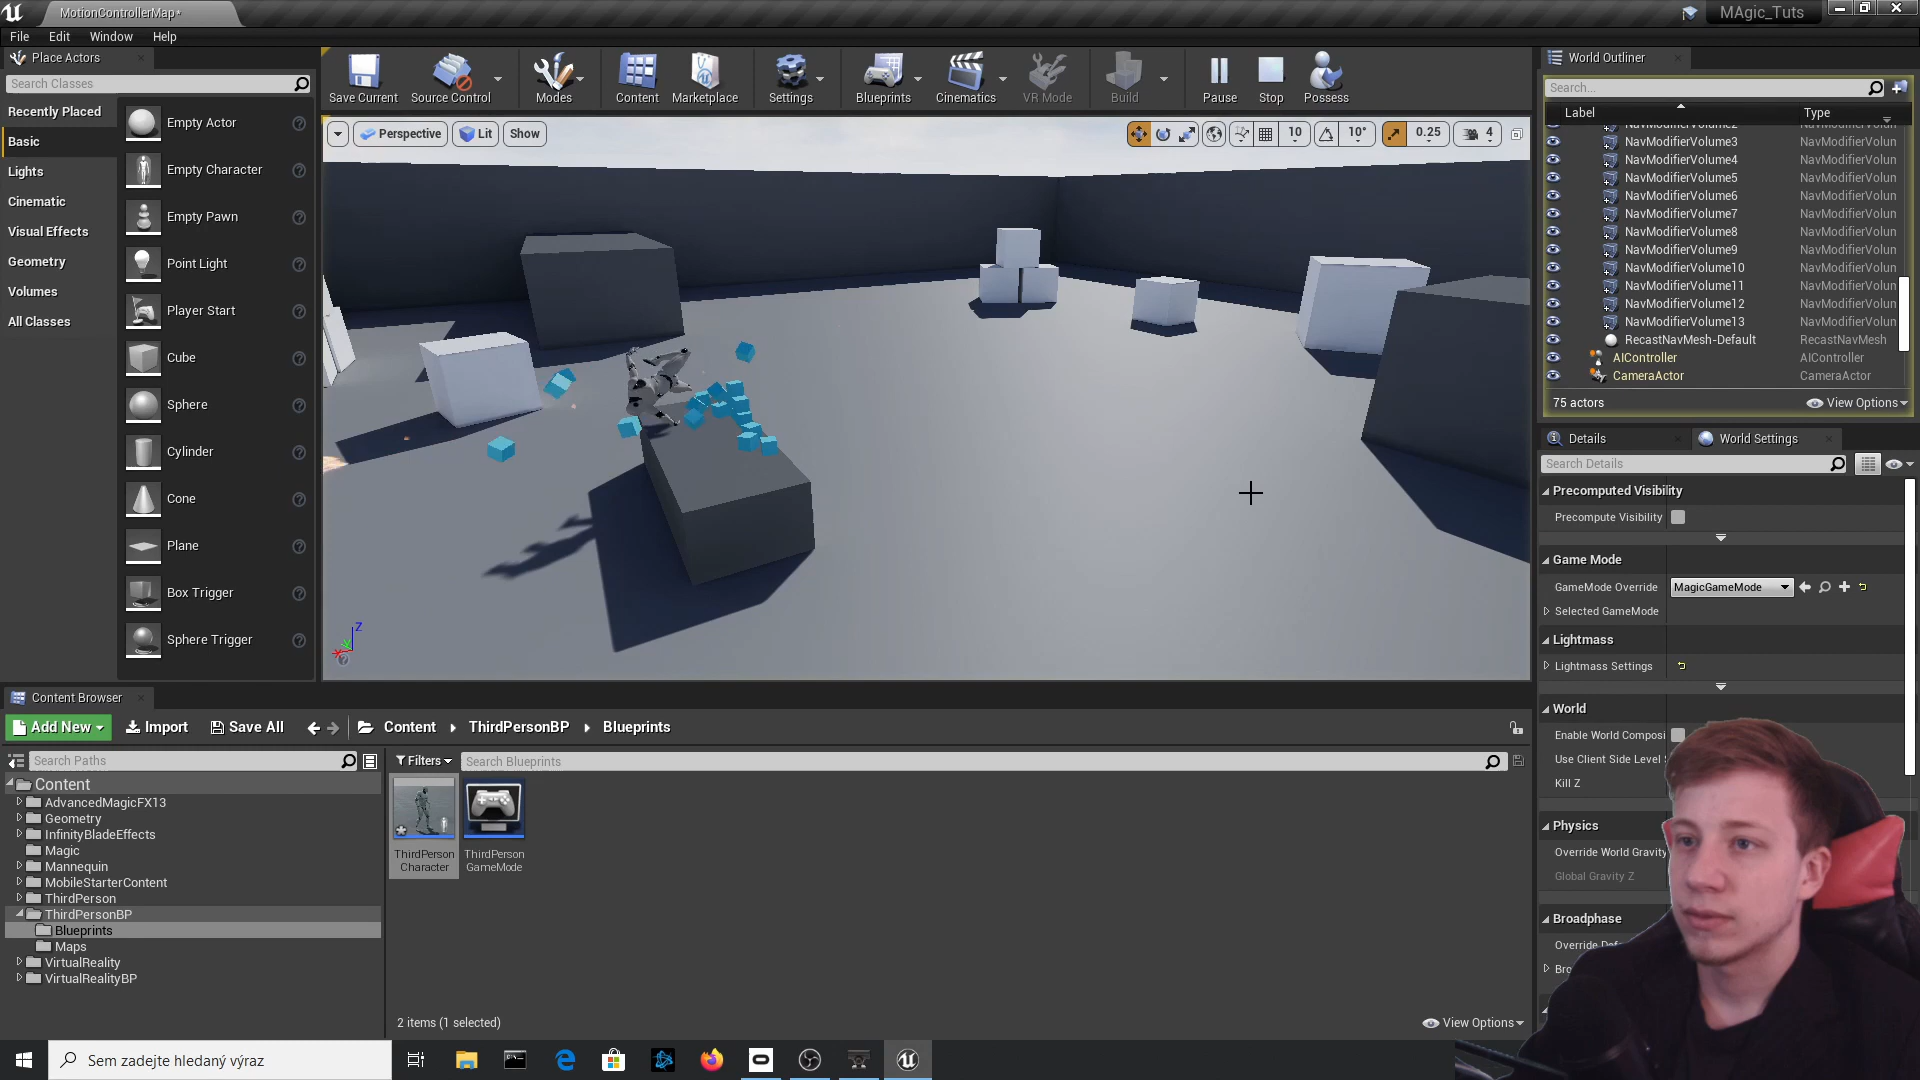 MotionControllerMap*
MAgic_Tuts
File
Edit
Window
Help
Place Actors
Search Classes
Recently Placed
Basic
Lights
Cinematic
Visual Effects
Geometry
Volumes
All Classes
Empty Actor
Empty Character
Empty Pawn
Point Light
Player Start
Cube
Sphere
Cylinder
Cone
Plane
Box Trigger
Sphere Trigger
Save Current
Source Control
Modes
Content
Marketplace
Settings
Blueprints
Cinematics
VR Mode
Build
Pause
Stop
Possess
Perspective
Lit
Show
10
10°
0.25
4
Z
World Outliner
Search...
Label
Type
NavModifierVolume3 NavModifierVolun
NavModifierVolume4 NavModifierVolun
NavModifierVolume5 NavModifierVolun
NavModifierVolume6 NavModifierVolun
NavModifierVolume7 NavModifierVolun
NavModifierVolume8 NavModifierVolun
NavModifierVolume9 NavModifierVolun
NavModifierVolume10 NavModifierVolun
NavModifierVolume11 NavModifierVolun
NavModifierVolume12 NavModifierVolun
NavModifierVolume13 NavModifierVolun
RecastNavMesh-Default RecastNavMesh
AIController AIController
CameraActor CameraActor
75 actors
View Options
Details
World Settings
Search Details
Precomputed Visibility
Precompute Visibility
Game Mode
GameMode Override
MagicGameMode
Selected GameMode
Lightmass
Lightmass Settings
World
Enable World Composi
Use Client Side Level
Kill Z
Physics
Override World Gravity
Global Gravity Z
Broadphase
Content Browser
Add New
Import
Save All
Content
ThirdPersonBP
Blueprints
Search Paths
Filters
Search Blueprints
Content
AdvancedMagicFX13
Geometry
InfinityBladeEffects
Magic
Mannequin
MobileStarterContent
ThirdPerson
ThirdPersonBP
Blueprints
Maps
VirtualReality
VirtualRealityBP
ThirdPerson
Character
ThirdPerson
GameMode
2 items (1 selected)
View Options
Sem zadejte hledaný výraz